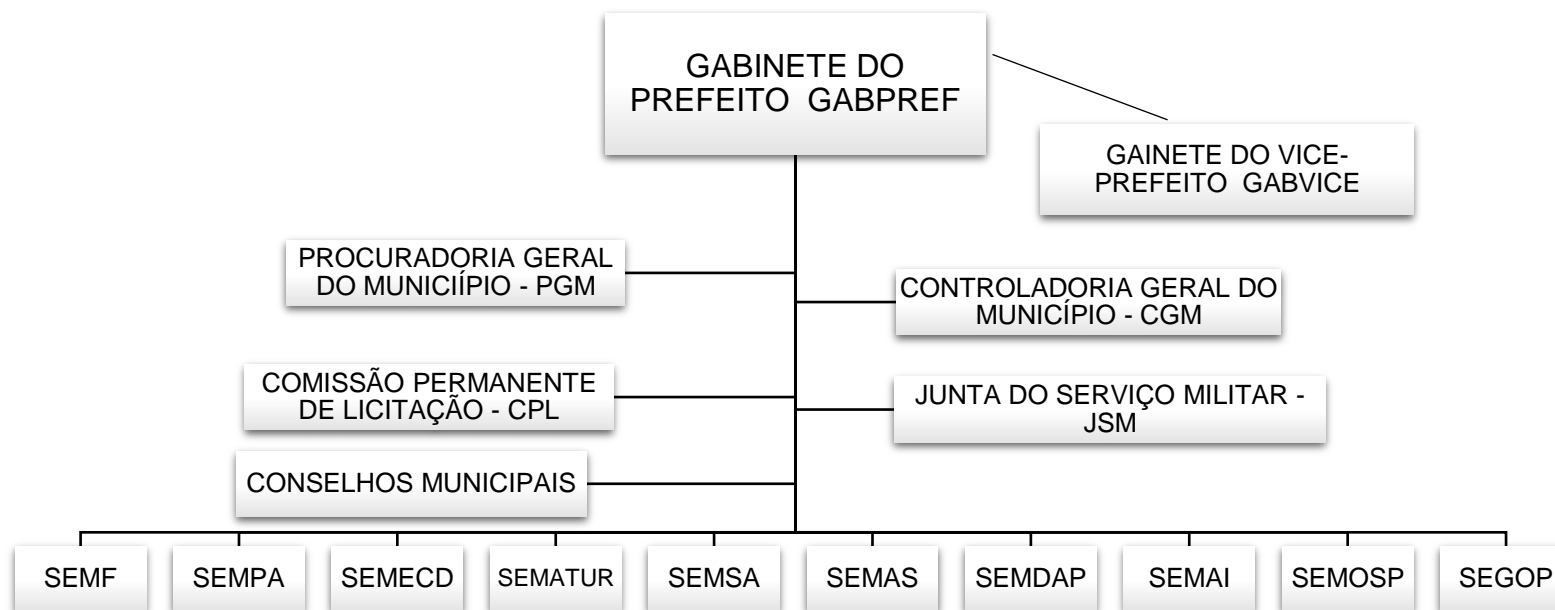 GABINETE DO
PREFEITO GABPREF
GAINETE DO VICE-
PREFEITO GABVICE
PROCURADORIA GERAL
DO MUNICIÍPIO - PGM
CONTROLADORIA GERAL DO
MUNICÍPIO - CGM
COMISSÃO PERMANENTE
DE LICITAÇÃO - CPL
JUNTA DO SERVIÇO MILITAR -
JSM
CONSELHOS MUNICIPAIS
SEMF
SEMPA
SEMECD
SEMATUR
SEMSA
SEMAS
SEMDAP
SEMAI
SEMOSP
SEGOP